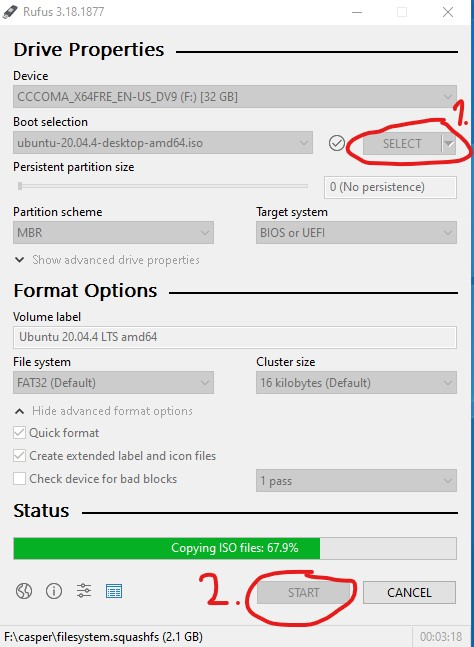 Rufus 3.18.1877
Drive Properties
Device
CCCOMA_X64FRE_EN-US_DV9 (F:) [32 GB]
Boot selection
1.
ubuntu-20.04.4-desktop-amd64.iso SELECT
Persistent partition size
0 (No persistence)
Partition scheme Target system
MBR BIOS or UEFI
Show advanced drive properties
Format Options
Volume label
Ubuntu 20.04.4 LTS amd64
File system Cluster size
FAT32 (Default) 16 kilobytes (Default)
Hide advanced format options
Quick format
Create extended label and icon files
Check device for bad blocks 1 pass
Status
Copying ISO files: 67.9%
2. START CANCEL
F:\casper\filesystem.squashfs (2.1 GB) 00:03:18